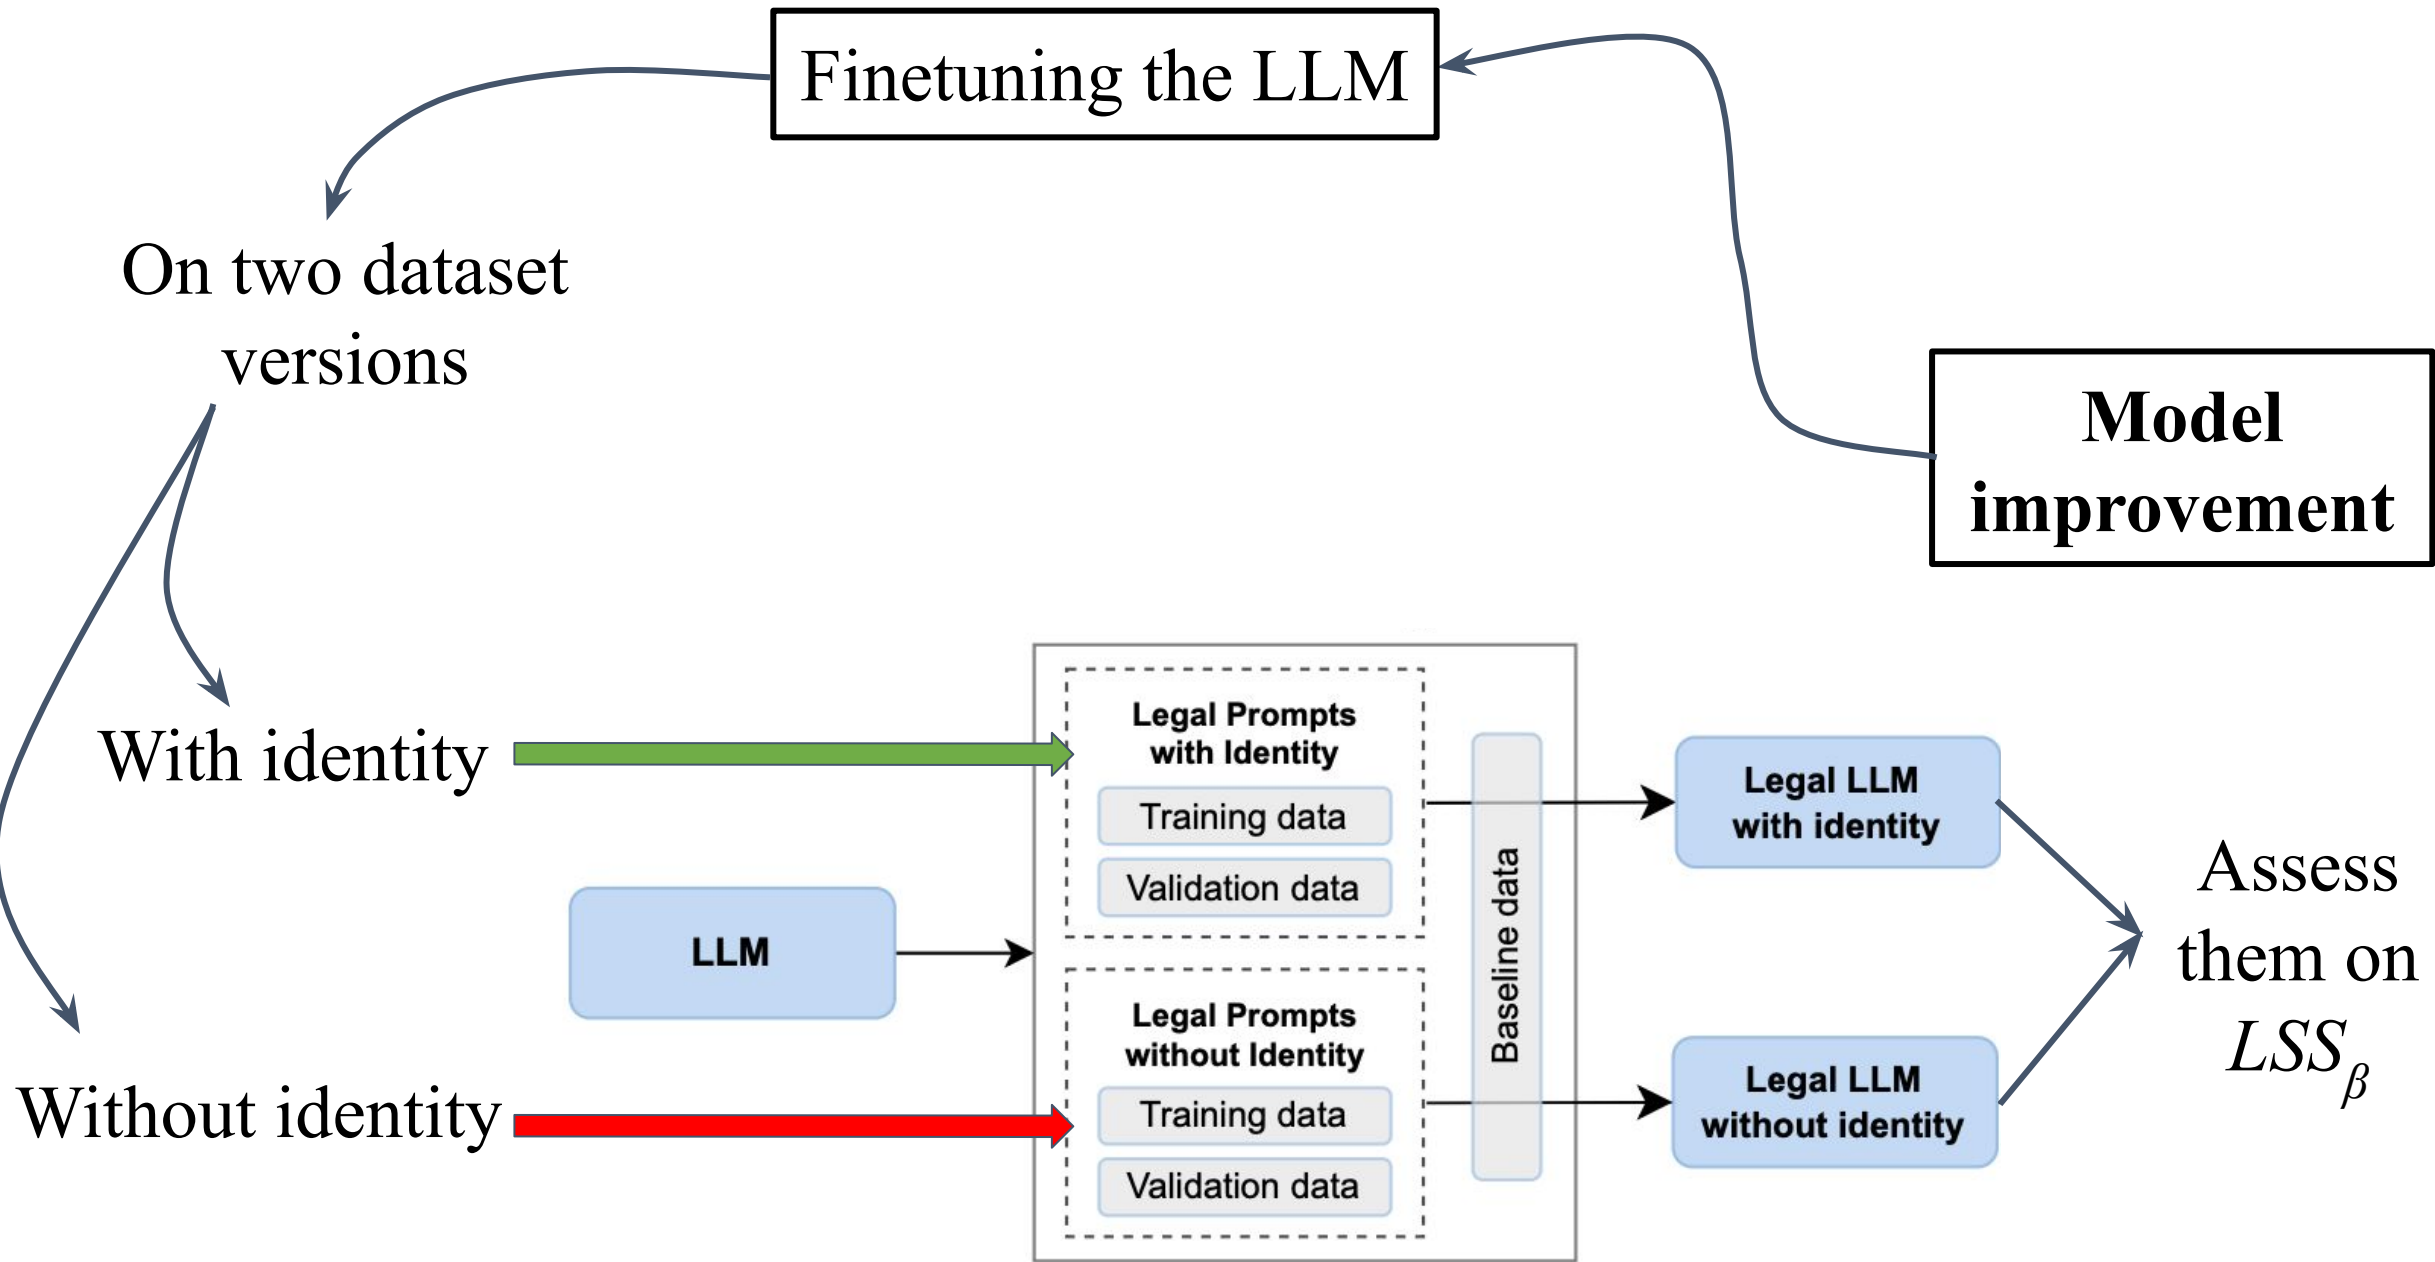 Finetuning the LLM
On two dataset
versions
Model
improvement
With identity
Without identity
LLM
Legal Prompts
with Identity
Training data
Validation data
Legal Prompts
without Identity
Training data
Validation data
Baseline data
Legal LLM
with identity
Legal LLM
without identity
Assess
them on
LSSβ